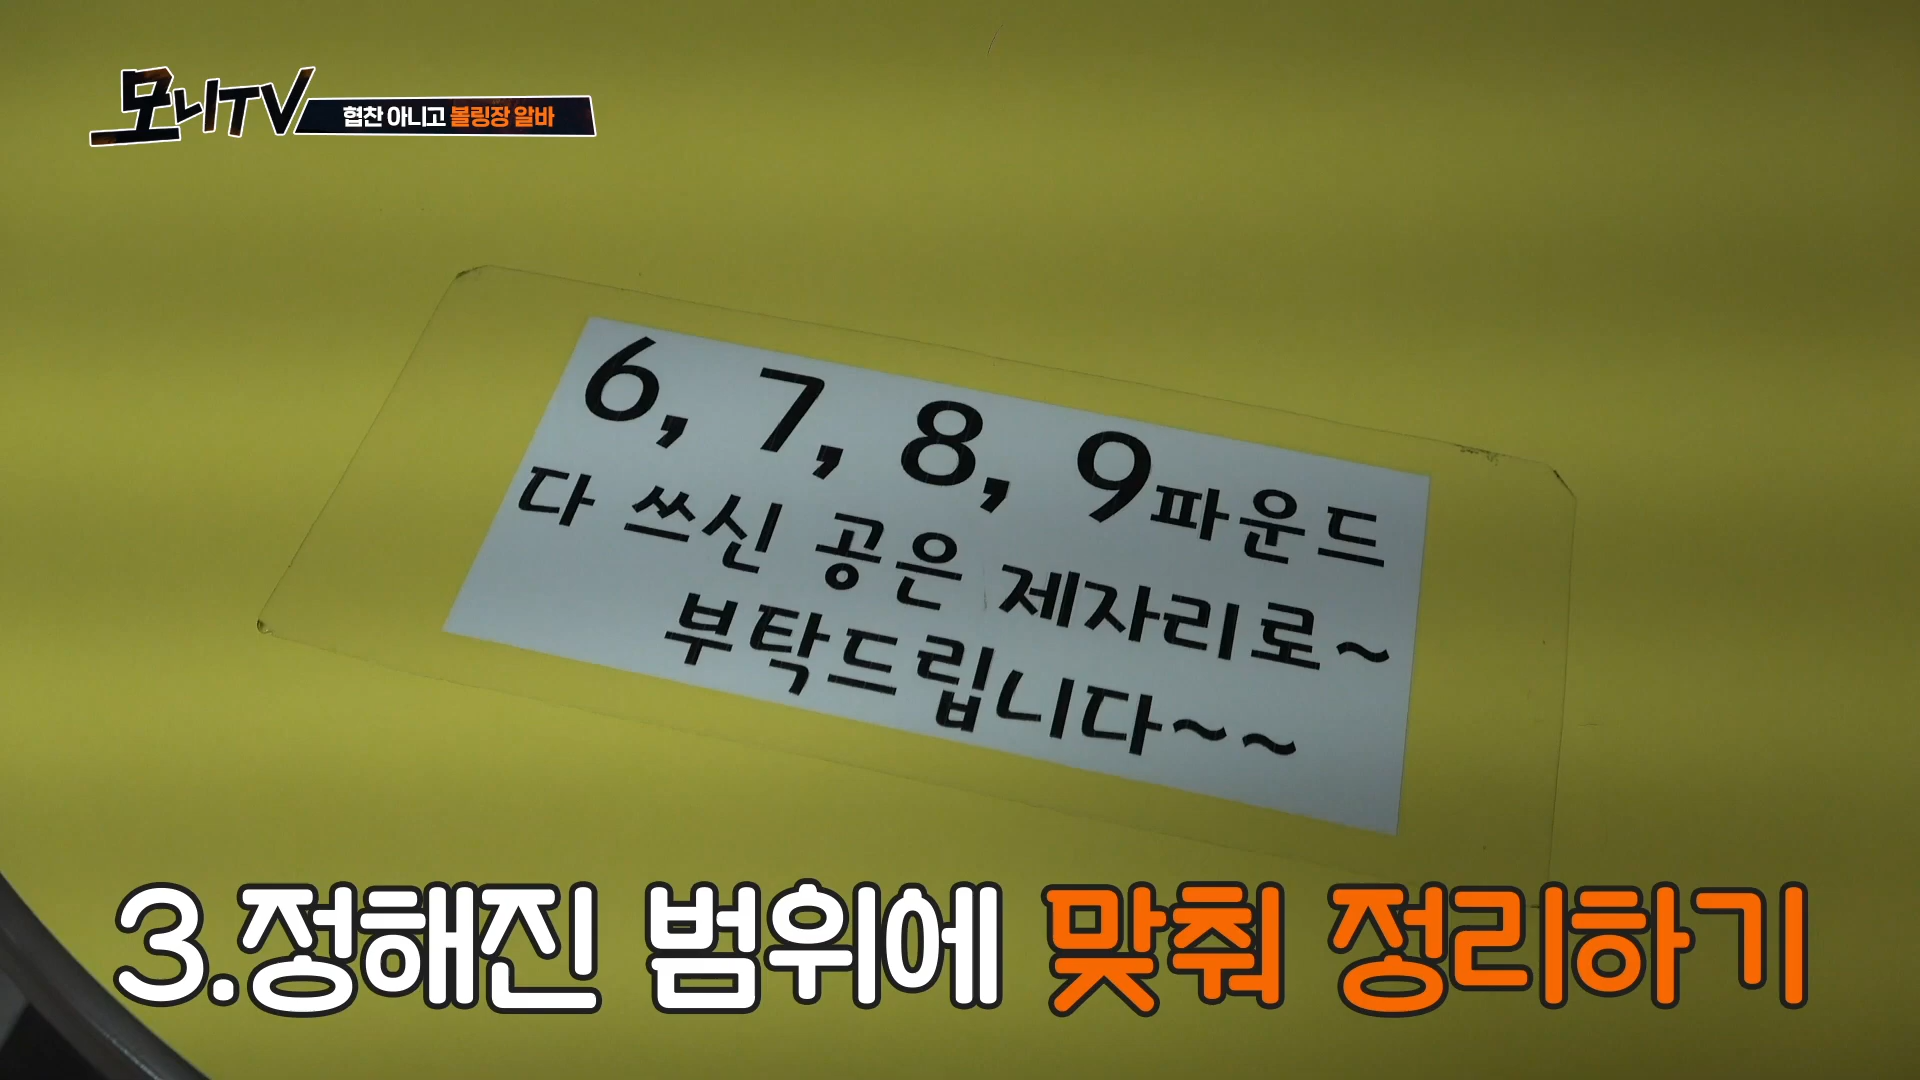 모니TV
협찬 아니고 볼링장 알바
6, 7, 8, 9파운드
다 쓰신 공은 제자리로~
부탁드립니다~~
3.정해진 범위에 맞춰 정리하기